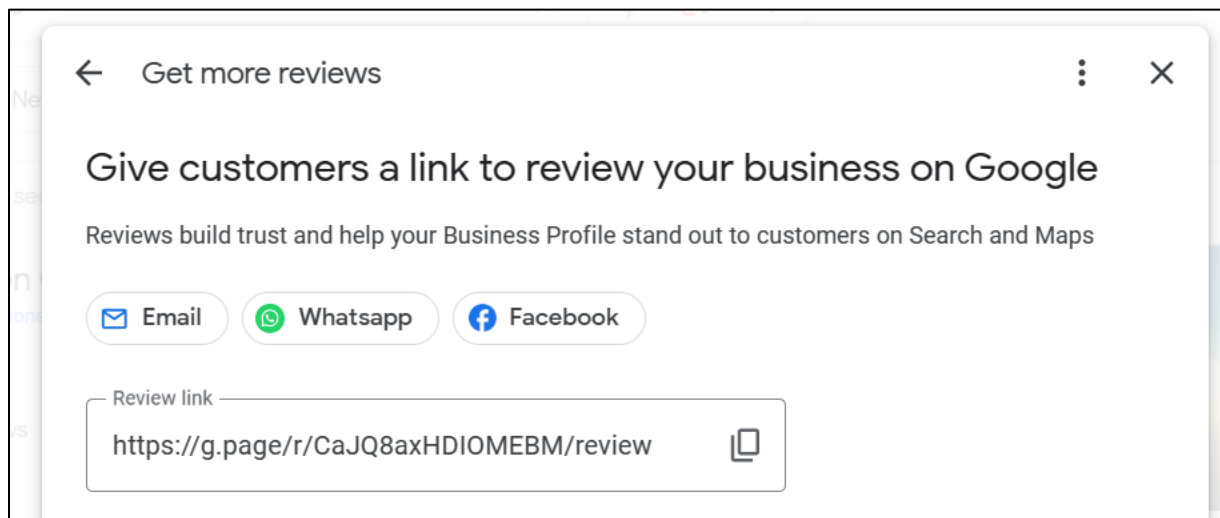 Get more reviews
Give customers a link to review your business on Google
Reviews build trust and help your Business Profile stand out to customers on Search and Maps
Email Whatsapp Facebook
Review link
https://g.page/r/CaJQ8axHDIOMEBM/review